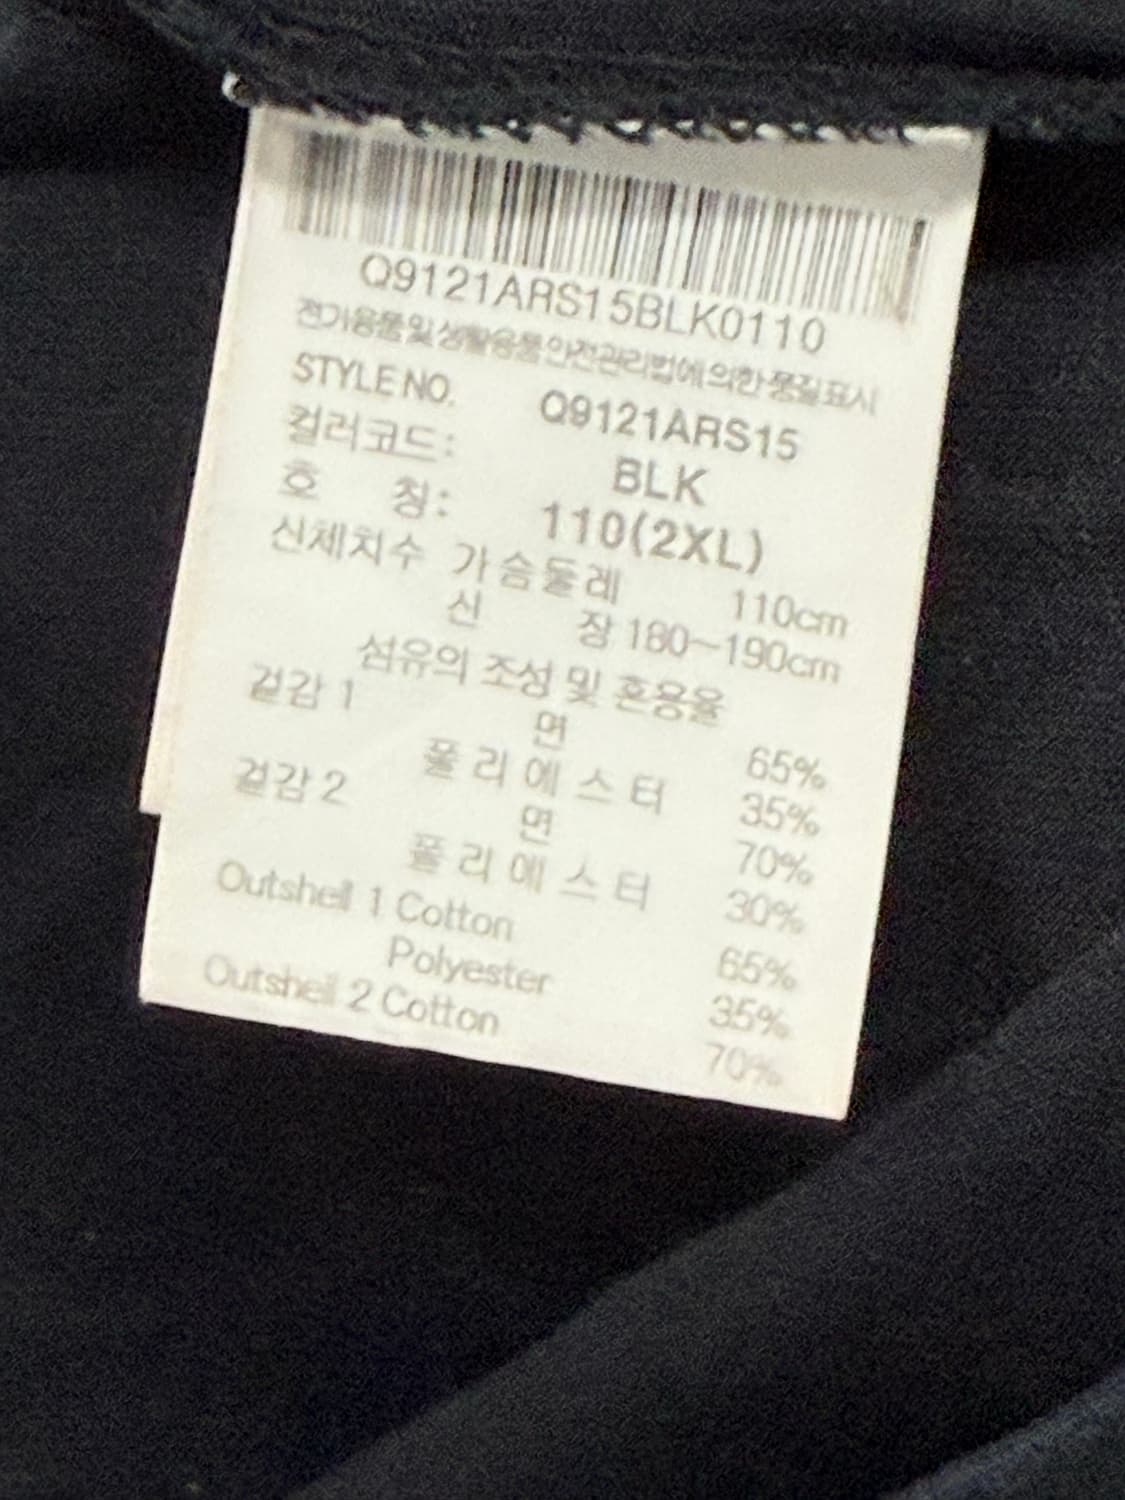 Q9121ARS15BLK0110
전기용품및생활용품안전관리법에의한품질표시
STYLE NO. Q9121ARS15
컬러코드: BLK
호 칭: 110(2XL)
신체치수 가슴둘레 110cm
신 장 180~190cm
섬유의 조성 및 혼용율
겉감 1 면 65%
폴리에스터 35%
겉감 2 면 70%
폴리에스터 30%
Outshell 1 Cotton 65%
Polyester 35%
Outshell 2 Cotton 70%